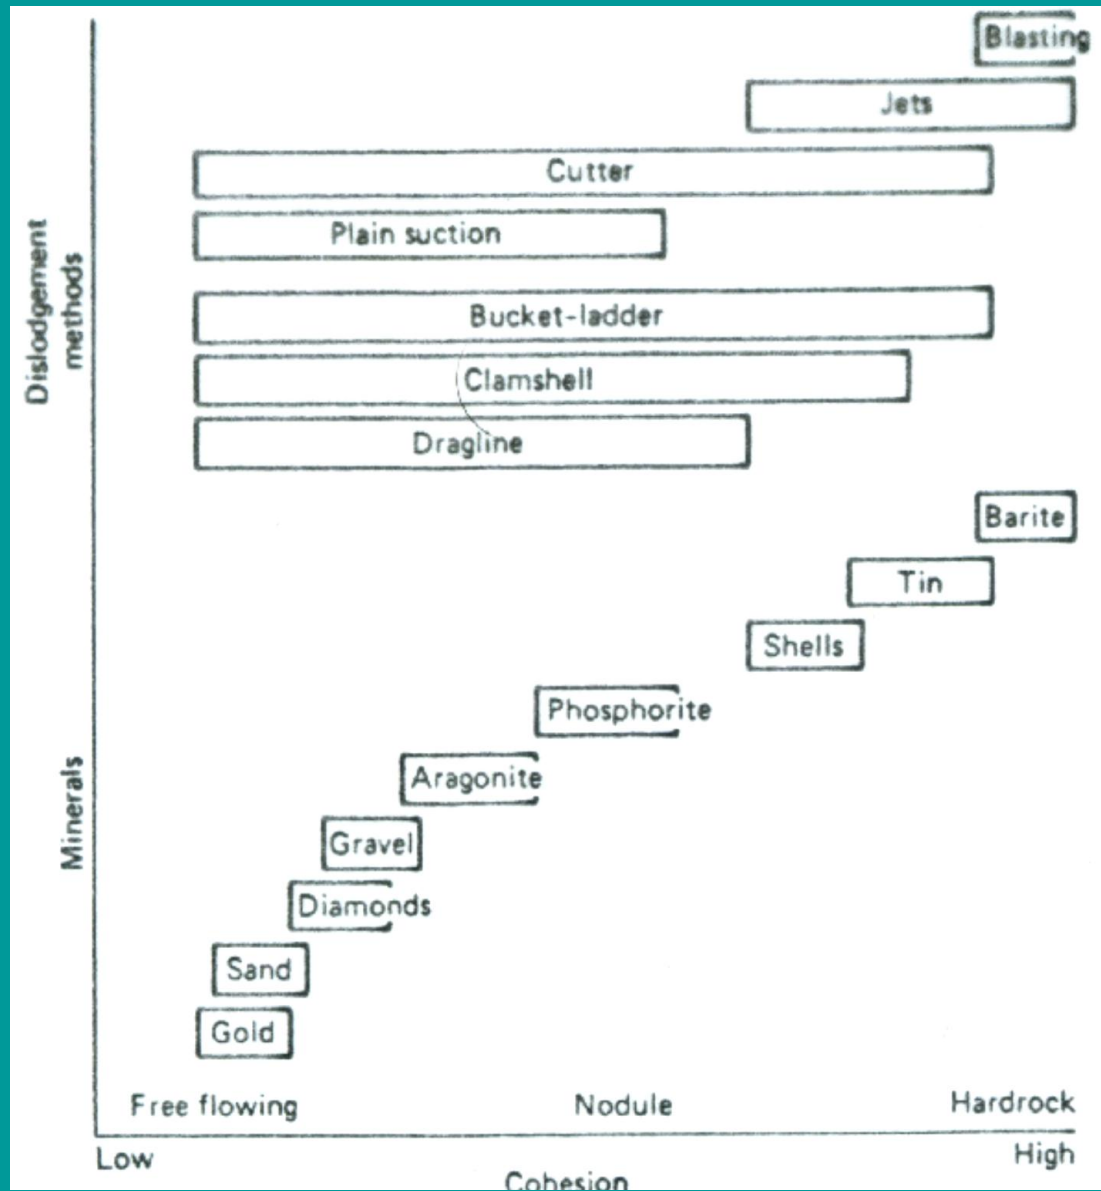 Blasting
Jets
Cutter
Plain suction
Bucket-ladder
Clamshell
Dragline
Dislodgement
methods
Barite
Tin
Shells
Phosphorite
Aragonite
Gravel
Diamonds
Sand
Gold
Minerals
Free flowing Nodule Hardrock
Low High
Cohesion